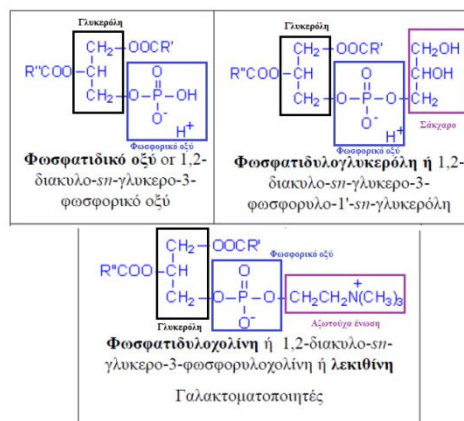 Γλυκερόλη
CH₂-OOCR'
R"COO-CH
CH₂-O-P-OH
O
O⁻
H⁺
Φωσφορικό οξύ
Φωσφατιδικό οξύ or 1,2-
διακυλο-sn-γλυκερο-3-
φωσφορικό οξύ
Γλυκερόλη
CH₂-OOCR'
CH₂OH
R"COO-CH
CHOH
CH₂-O-P-O-CH₂
O
O⁻
H⁺
Σάκχαρο
Φωσφορικό οξύ
Φωσφατιδυλογλυκερόλη ή 1,2-
διακυλο-sn-γλυκερο-3-
φωσφορυλο-1'-sn-γλυκερόλη
CH₂-OOCR'
Φωσφορικό οξύ
R"COO-CH
O
CH₂-O-P-O-CH₂CH₂N(CH₃)₃
+
O⁻
Γλυκερόλη
Αζωτούχα ένωση
Φωσφατιδυλοχολίνη ή 1,2-διακυλο-sn-
γλυκερο-3-φωσφορυλοχολίνη ή λεκιθίνη
Γαλακτοματοποιητές